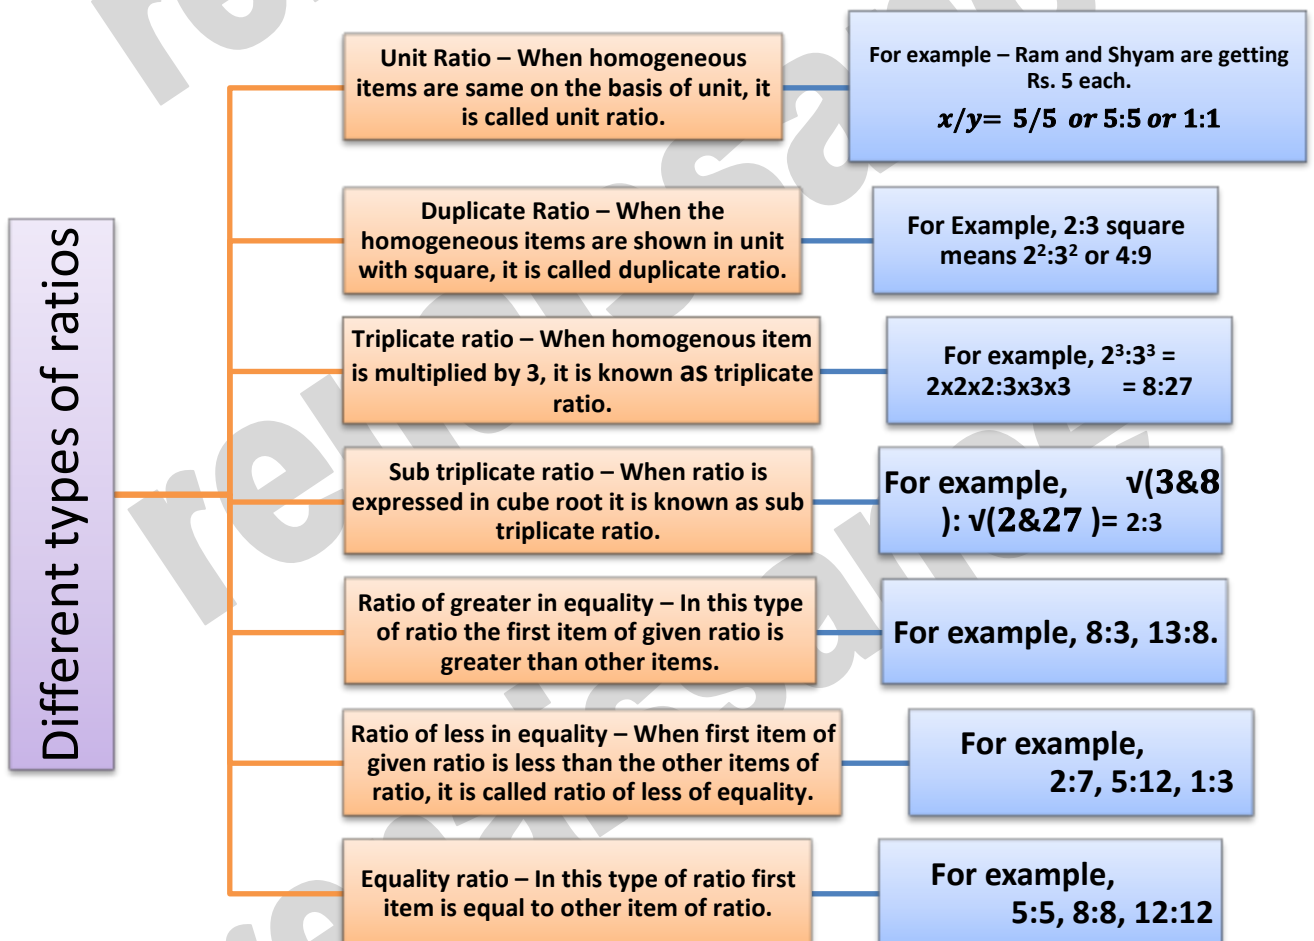 Different types of ratios
Unit Ratio – When homogeneous
items are same on the basis of unit, it
is called unit ratio.
For example – Ram and Shyam are getting
Rs. 5 each.
x/y= 5/5 or 5:5 or 1:1
Duplicate Ratio – When the
homogeneous items are shown in unit
with square, it is called duplicate ratio.
For Example, 2:3 square
means 2²:3² or 4:9
Triplicate ratio – When homogenous item
is multiplied by 3, it is known as triplicate
ratio.
For example, 2³:3³ =
2x2x2:3x3x3 = 8:27
Sub triplicate ratio – When ratio is
expressed in cube root it is known as sub
triplicate ratio.
For example, √(3&8
): √(2&27 )= 2:3
Ratio of greater in equality – In this type
of ratio the first item of given ratio is
greater than other items.
For example, 8:3, 13:8.
Ratio of less in equality – When first item of
given ratio is less than the other items of
ratio, it is called ratio of less of equality.
For example,
2:7, 5:12, 1:3
Equality ratio – In this type of ratio first
item is equal to other item of ratio.
For example,
5:5, 8:8, 12:12